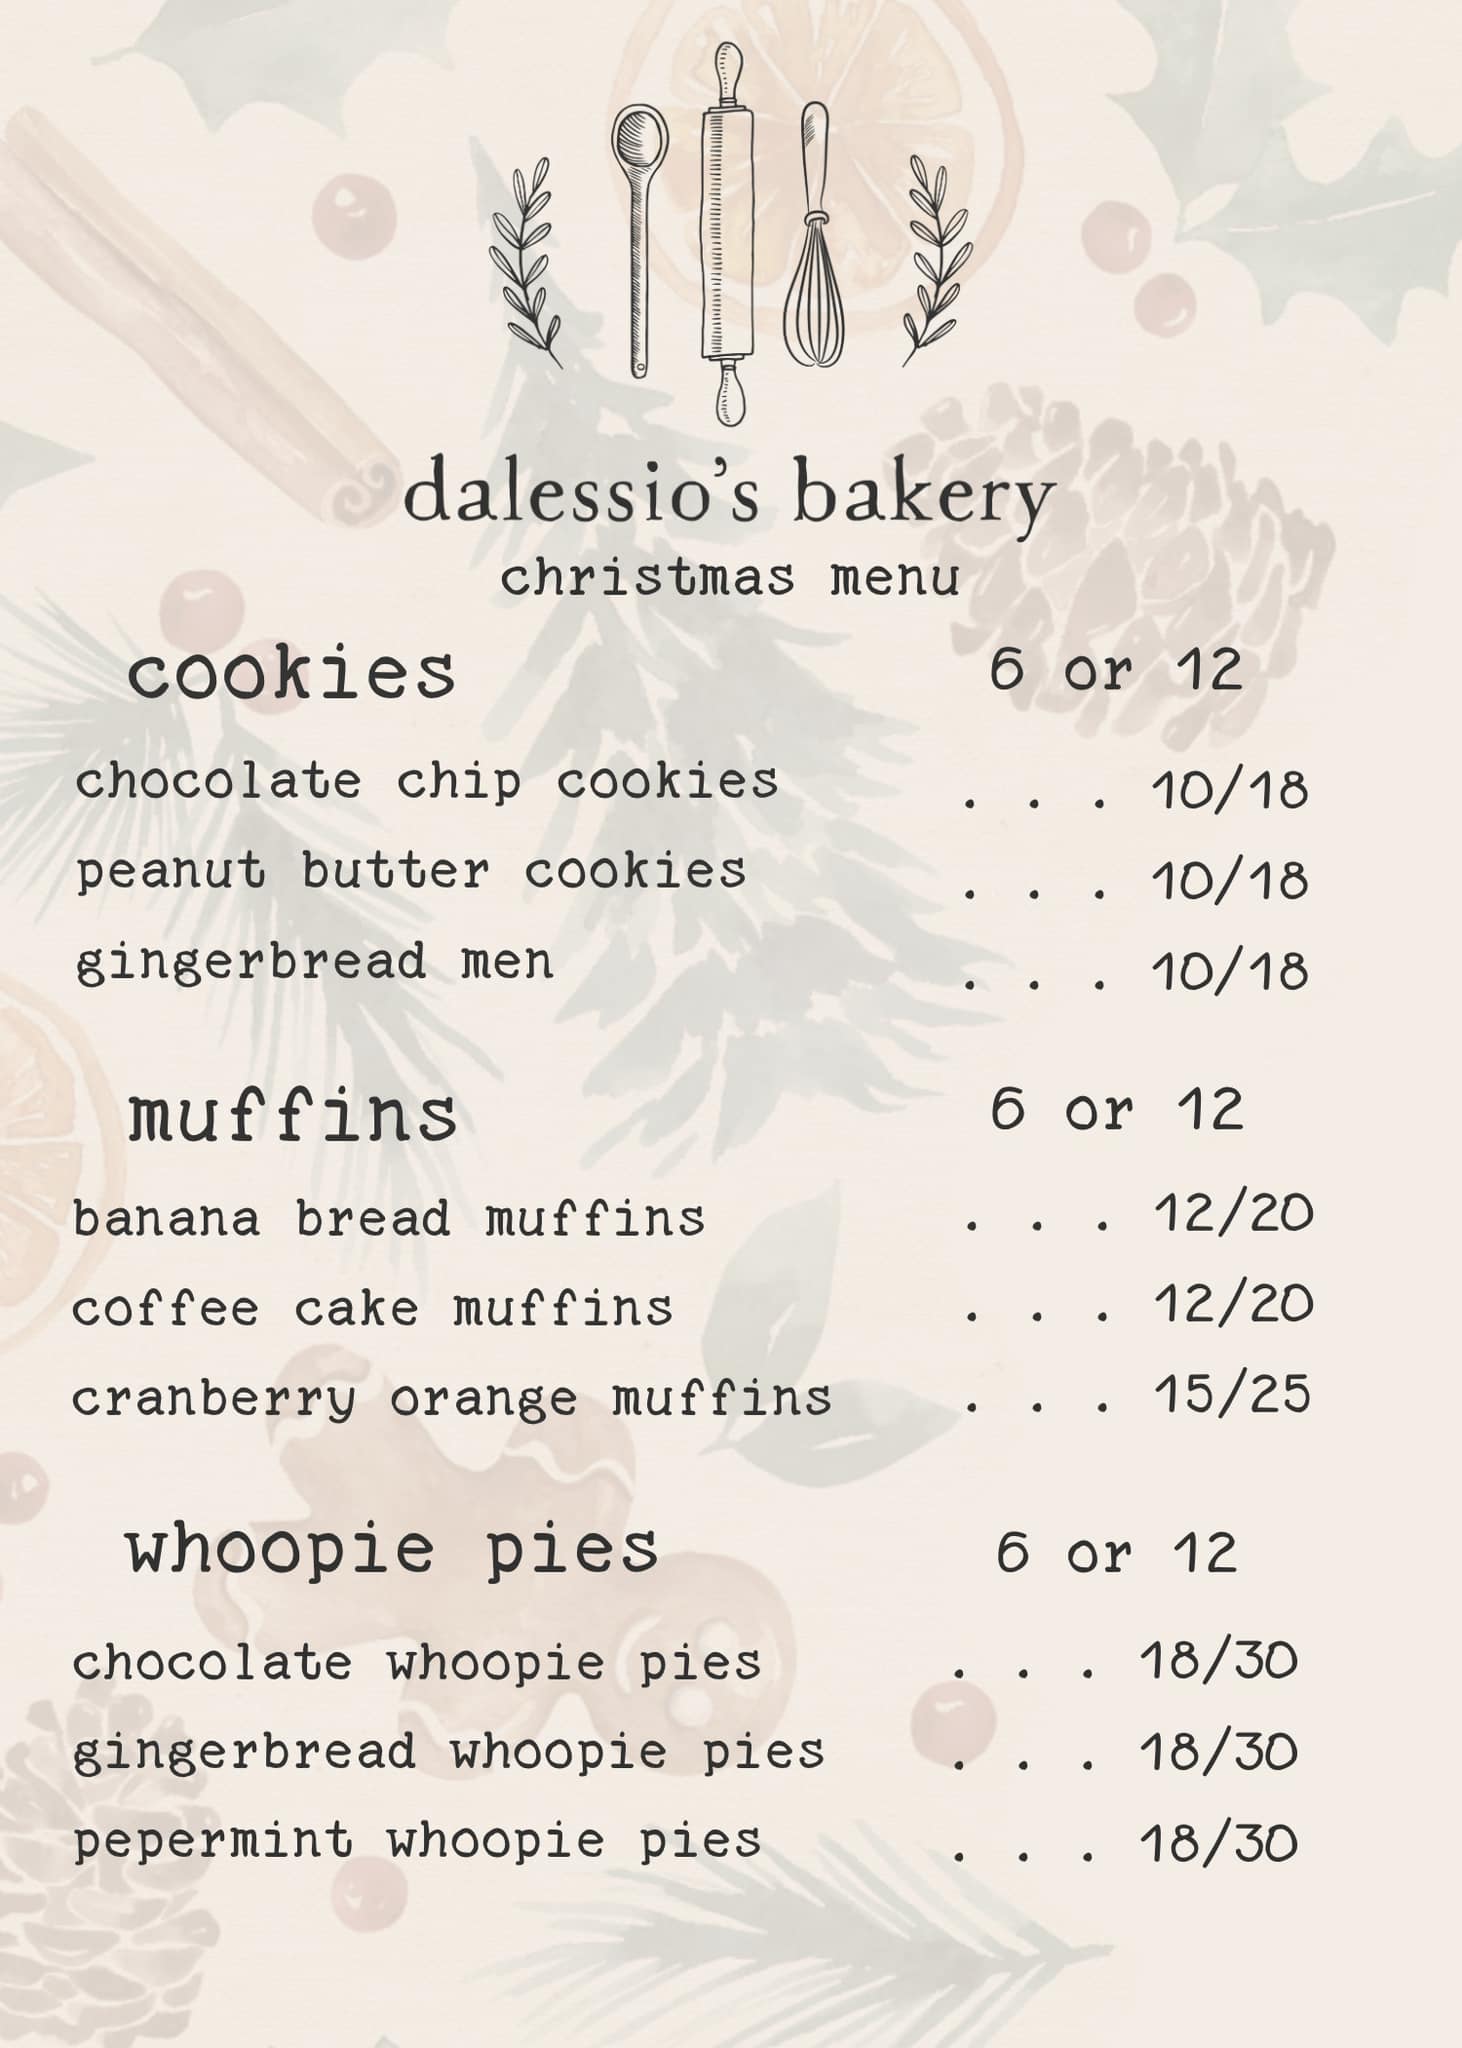 dalessio's bakery
christmas menu
cookies 6 or 12
chocolate chip cookies . . . 10/18
peanut butter cookies . . . 10/18
gingerbread men . . . 10/18
muffins 6 or 12
banana bread muffins . . . 12/20
coffee cake muffins . . . 12/20
cranberry orange muffins . . . 15/25
whoopie pies 6 or 12
chocolate whoopie pies . . . 18/30
gingerbread whoopie pies . . . 18/30
pepermint whoopie pies . . . 18/30